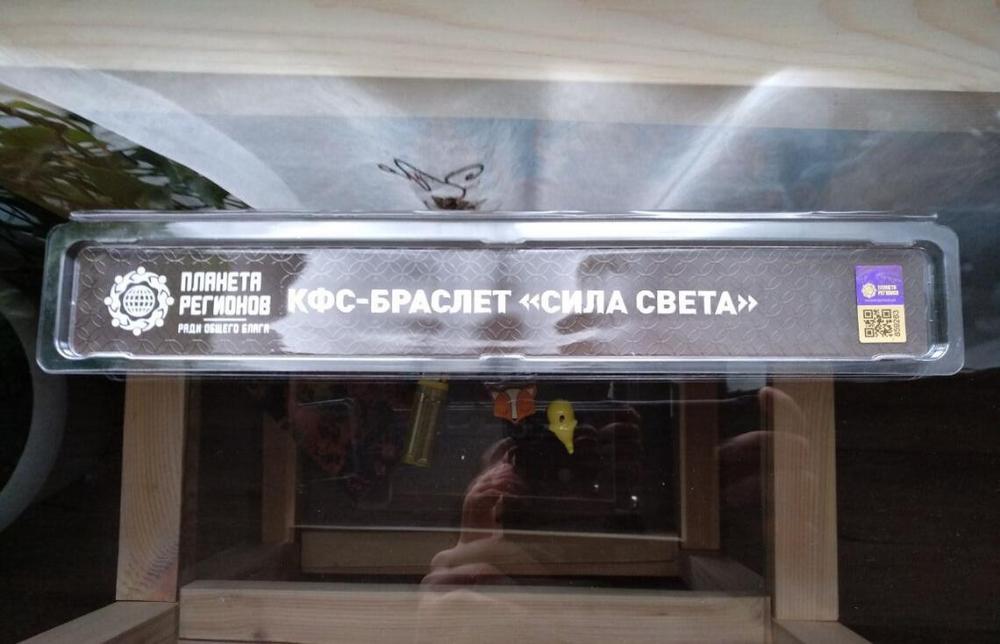 ПЛАНЕТА
РЕГИОНОВ
РАДИ ОБЩЕГО БЛАГА
КФС-БРАСЛЕТ «СИЛА СВЕТА»
ПЛАНЕТА
РЕГИОНОВ